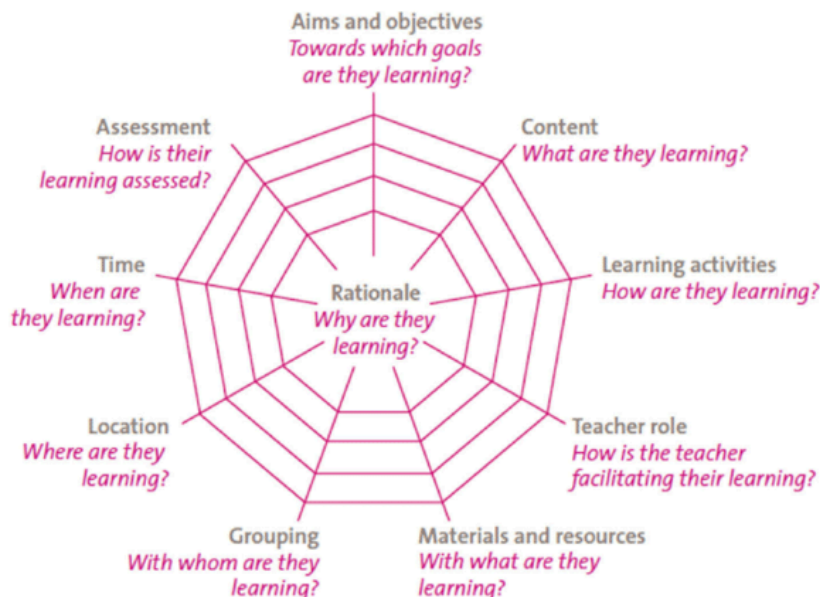 Aims and objectives
Towards which goals
are they learning?
Assessment
How is their
learning assessed?
Content
What are they learning?
Time
When are
they learning?
Rationale
Why are they
learning?
Learning activities
How are they learning?
Location
Where are they
learning?
Teacher role
How is the teacher
facilitating their learning?
Grouping
With whom are they
learning?
Materials and resources
With what are they
learning?